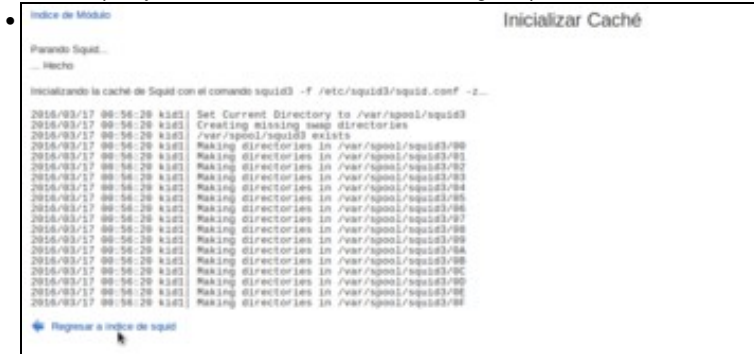 Indice de Módulo
Inicializar Caché
Parando Squid...
... Hecho
Inicializando la caché de Squid con el comando squid3 -f /etc/squid3/squid.conf -z...
2016/03/17 00:56:20 kid1| Set Current Directory to /var/spool/squid3
2016/03/17 00:56:20 kid1| Creating missing swap directories
2016/03/17 00:56:20 kid1| /var/spool/squid3 exists
2016/03/17 00:56:20 kid1| Making directories in /var/spool/squid3/00
2016/03/17 00:56:20 kid1| Making directories in /var/spool/squid3/01
2016/03/17 00:56:20 kid1| Making directories in /var/spool/squid3/02
2016/03/17 00:56:20 kid1| Making directories in /var/spool/squid3/03
2016/03/17 00:56:20 kid1| Making directories in /var/spool/squid3/04
2016/03/17 00:56:20 kid1| Making directories in /var/spool/squid3/05
2016/03/17 00:56:20 kid1| Making directories in /var/spool/squid3/06
2016/03/17 00:56:20 kid1| Making directories in /var/spool/squid3/07
2016/03/17 00:56:20 kid1| Making directories in /var/spool/squid3/08
2016/03/17 00:56:20 kid1| Making directories in /var/spool/squid3/09
2016/03/17 00:56:20 kid1| Making directories in /var/spool/squid3/0A
2016/03/17 00:56:20 kid1| Making directories in /var/spool/squid3/0B
2016/03/17 00:56:20 kid1| Making directories in /var/spool/squid3/0C
2016/03/17 00:56:20 kid1| Making directories in /var/spool/squid3/0D
2016/03/17 00:56:20 kid1| Making directories in /var/spool/squid3/0E
2016/03/17 00:56:20 kid1| Making directories in /var/spool/squid3/0F
Regresar a índice de squid